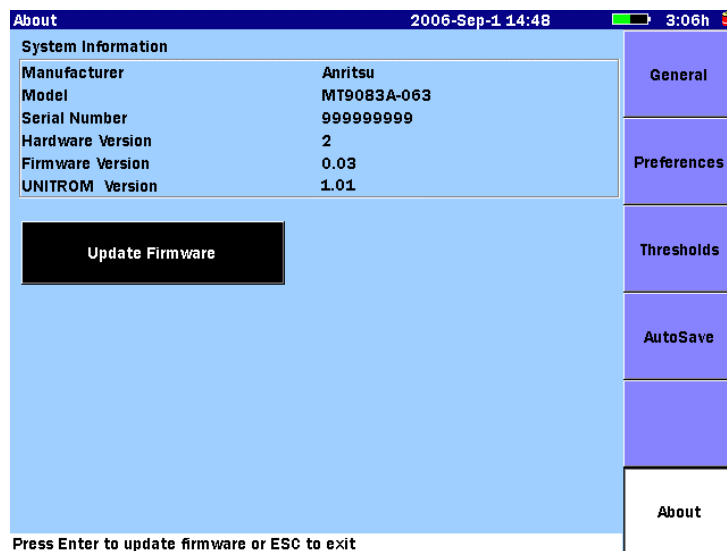 About 2006-Sep-1 14:48 3:06h
System Information
Manufacturer Anritsu
Model MT9083A-063
Serial Number 999999999
Hardware Version 2
Firmware Version 0.03
UNITROM Version 1.01
Update Firmware
General
Preferences
Thresholds
AutoSave
About
Press Enter to update firmware or ESC to exit